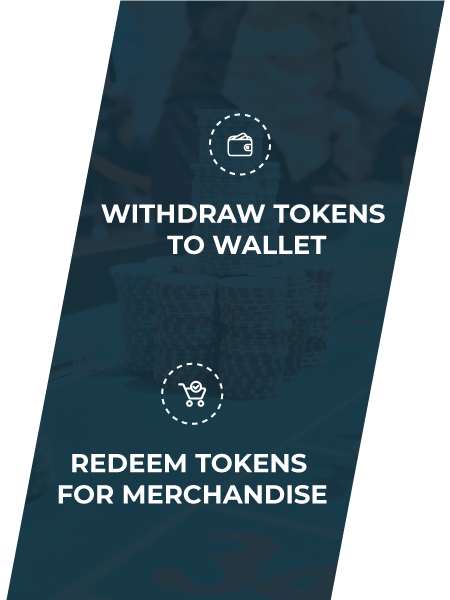 WITHDRAW TOKENS
TO WALLET
REDEEM TOKENS
FOR MERCHANDISE